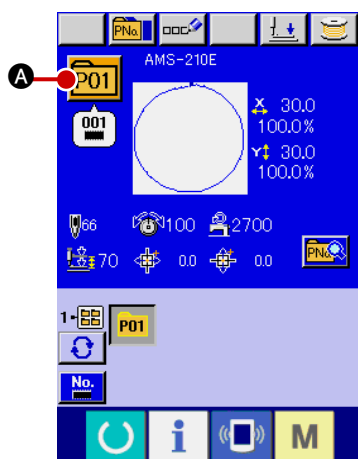 PNo.
AMS-210E
A
P01
001
X 30.0
100.0%
Y 30.0
100.0%
66 100 2700
70 0.0 0.0 PNo.
1- P01
No.
i M